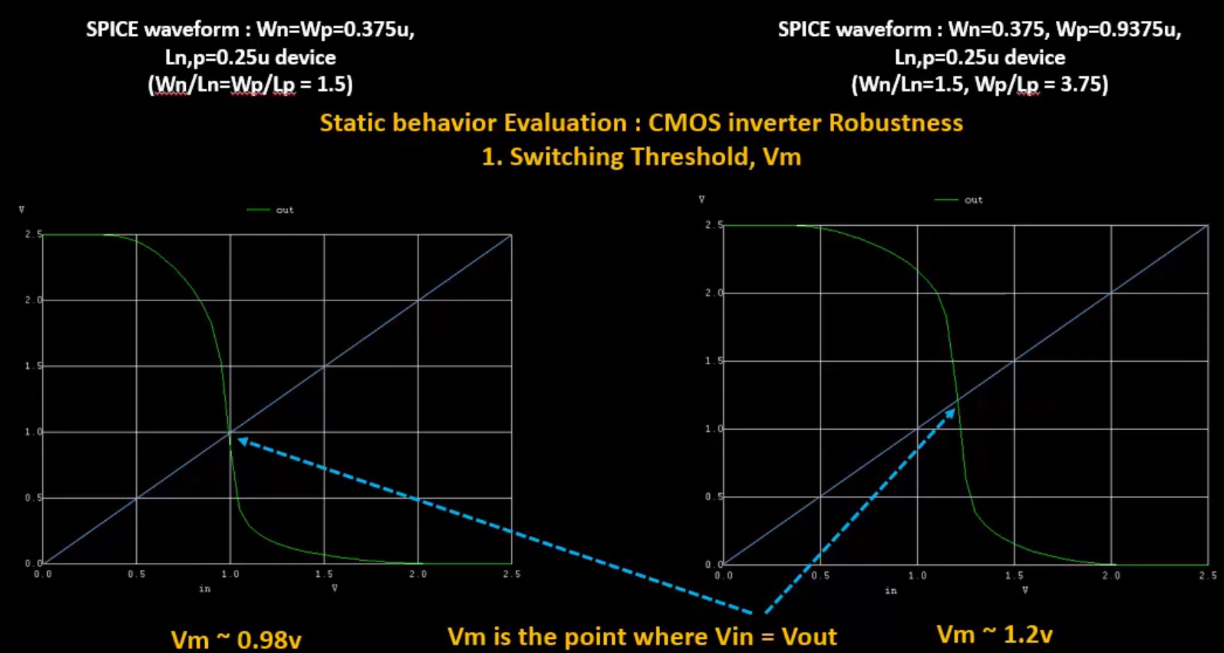 SPICE waveform : Wn=Wp=0.375u,
Ln,p=0.25u device
(Wn/Ln=Wp/Lp = 1.5)
SPICE waveform : Wn=0.375, Wp=0.9375u,
Ln,p=0.25u device
(Wn/Ln=1.5, Wp/Lp = 3.75)
Static behavior Evaluation : CMOS inverter Robustness
1. Switching Threshold, Vm
V
out
2.5
2.0
1.5
1.0
0.5
0.0
0.0 0.5 1.0 1.5 2.0 2.5
in V
V
out
2.5
2.0
1.5
1.0
0.5
0.0
0.0 0.5 1.0 1.5 2.0 2.5
in V
Vm ~ 0.98v
Vm is the point where Vin = Vout
Vm ~ 1.2v